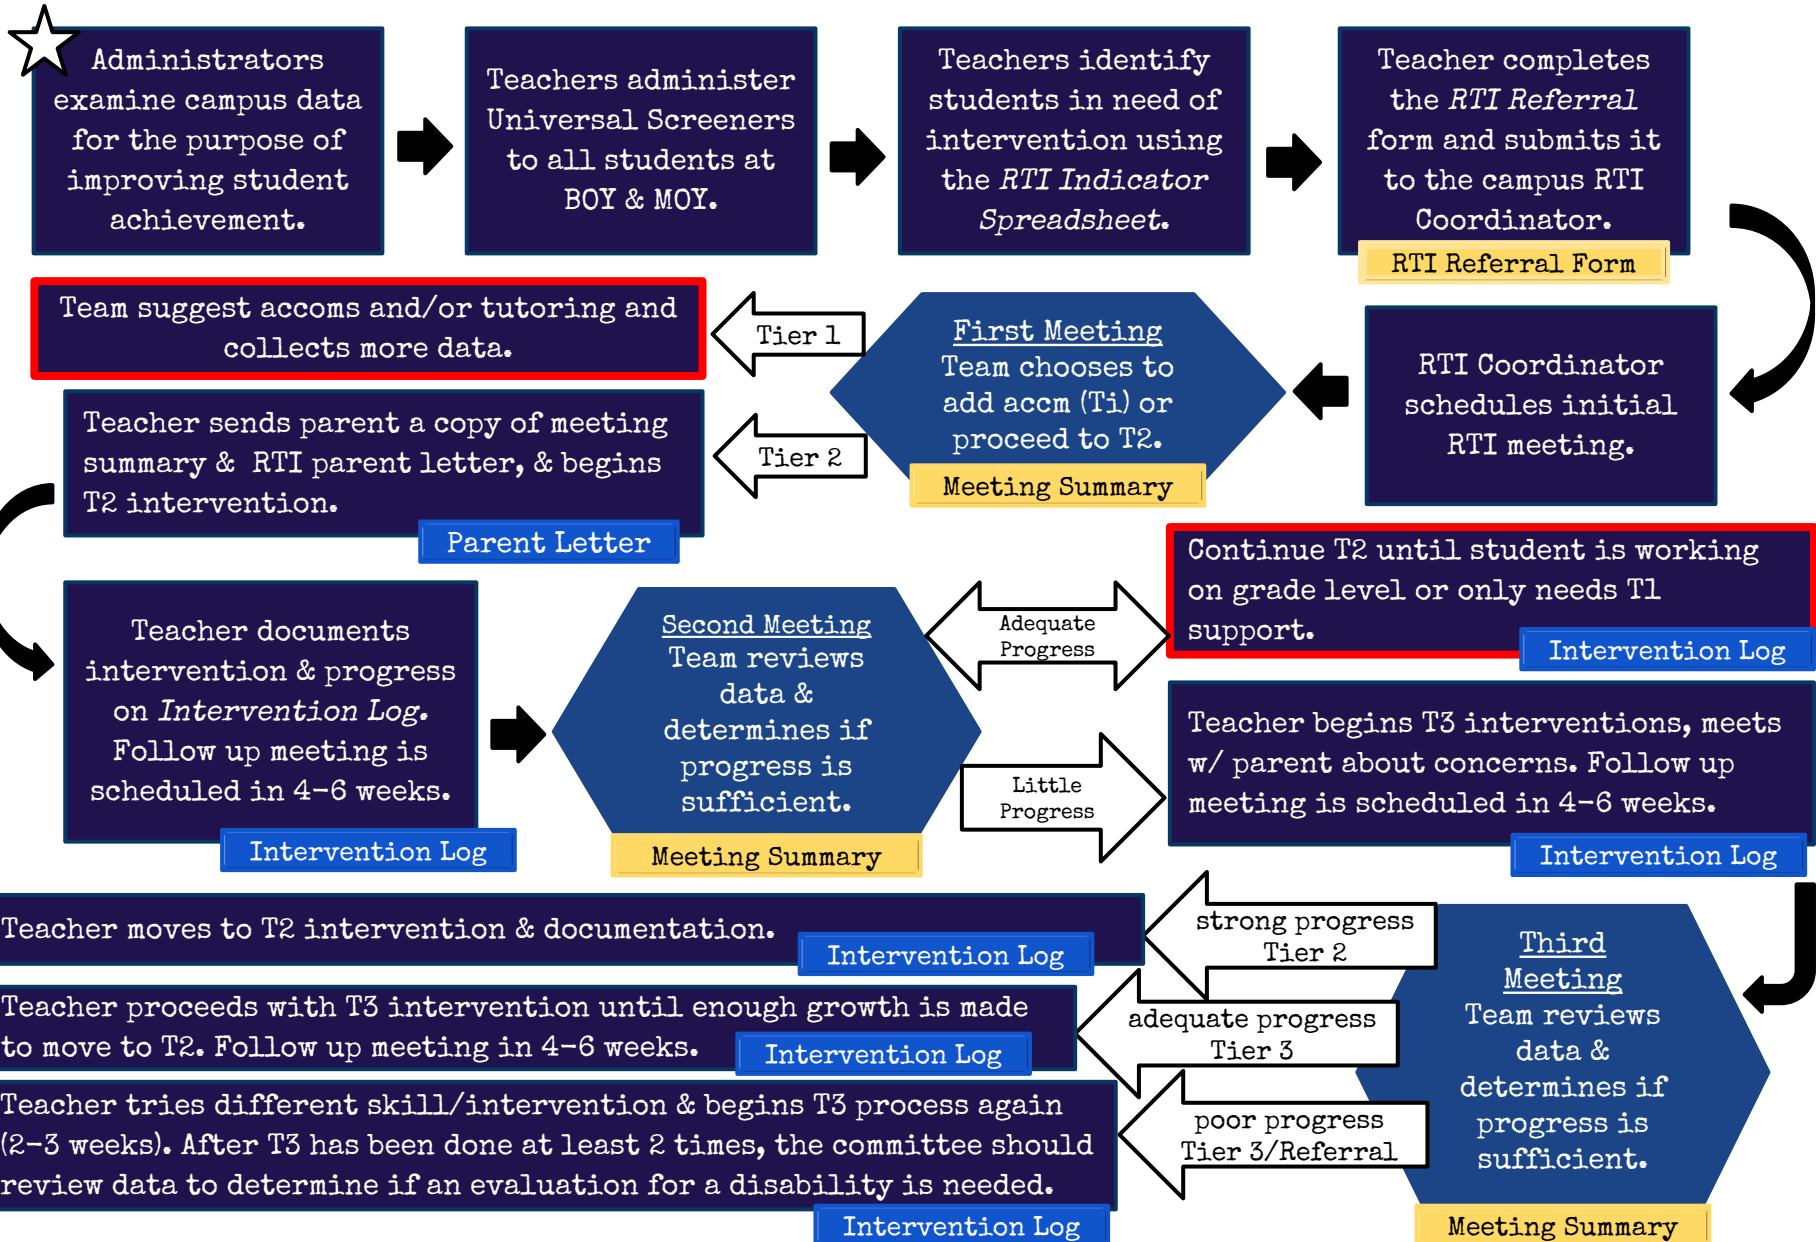 Administrators
examine campus data
for the purpose of
improving student
achievement.
Teachers administer
Universal Screeners
to all students at
BOY & MOY.
Teachers identify
students in need of
intervention using
the RTI Indicator
Spreadsheet.
Teacher completes
the RTI Referral
form and submits it
to the campus RTI
Coordinator.
RTI Referral Form
RTI Coordinator
schedules initial
RTI meeting.
First Meeting
Team chooses to
add accm (Ti) or
proceed to T2.
Meeting Summary
Tier 1
Team suggest accoms and/or tutoring and
collects more data.
Tier 2
Teacher sends parent a copy of meeting
summary & RTI parent letter, & begins
T2 intervention.
Parent Letter
Teacher documents
intervention & progress
on Intervention Log.
Follow up meeting is
scheduled in 4-6 weeks.
Intervention Log
Second Meeting
Team reviews
data &
determines if
progress is
sufficient.
Meeting Summary
Adequate
Progress
Continue T2 until student is working
on grade level or only needs T1
support.
Intervention Log
Little
Progress
Teacher begins T3 interventions, meets
w/ parent about concerns. Follow up
meeting is scheduled in 4-6 weeks.
Intervention Log
Third
Meeting
Team reviews
data &
determines if
progress is
sufficient.
Meeting Summary
strong progress
Tier 2
Teacher moves to T2 intervention & documentation.
Intervention Log
adequate progress
Tier 3
Teacher proceeds with T3 intervention until enough growth is made
to move to T2. Follow up meeting in 4-6 weeks.
Intervention Log
poor progress
Tier 3/Referral
Teacher tries different skill/intervention & begins T3 process again
(2-3 weeks). After T3 has been done at least 2 times, the committee should
review data to determine if an evaluation for a disability is needed.
Intervention Log